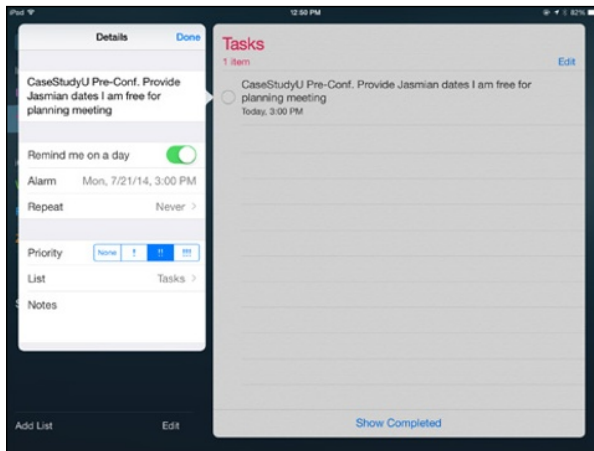 iPad
12:50 PM
82%
Details
Done
CaseStudyU Pre-Conf. Provide
Jasmian dates I am free for
planning meeting
Remind me on a day
Alarm Mon, 7/21/14, 3:00 PM
Repeat Never >
Priority None ! !! !!!
List Tasks >
Notes
Add List
Edit
Tasks
1 item
Edit
CaseStudyU Pre-Conf. Provide Jasmian dates I am free for
planning meeting
Today, 3:00 PM
Show Completed